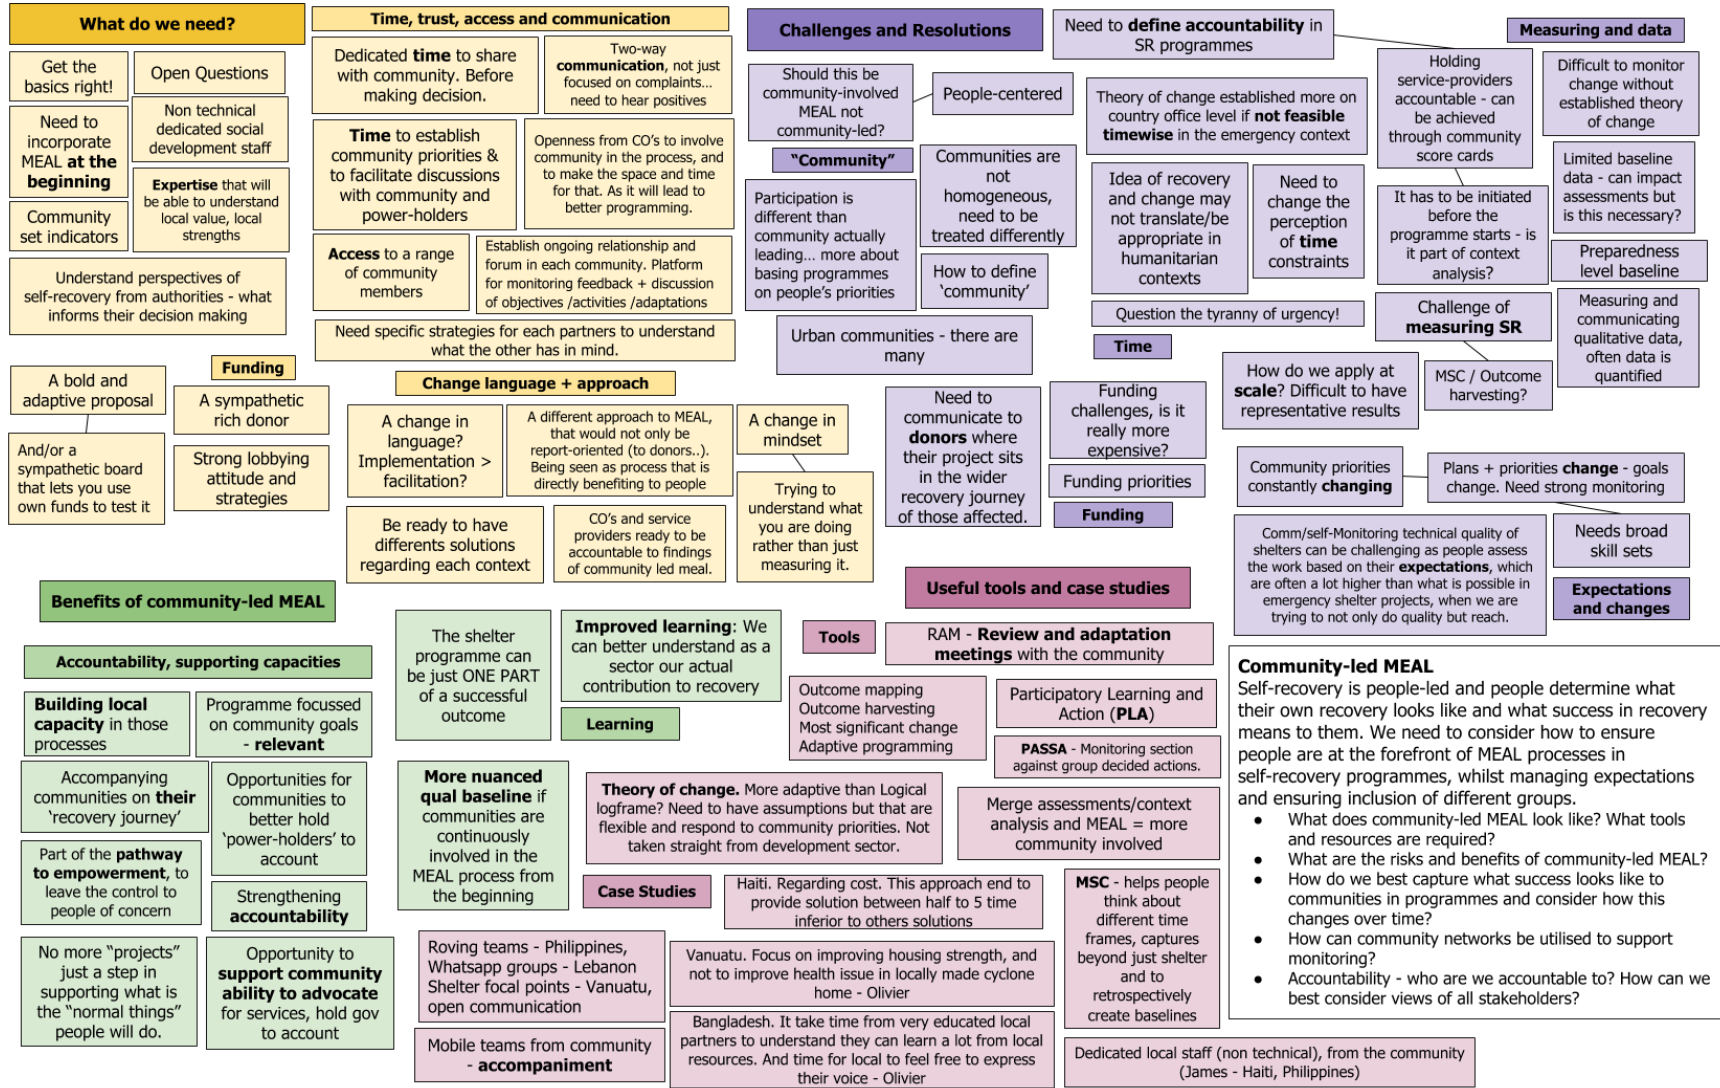 What do we need?
Get the
basics right!
Open Questions
Need to
incorporate
MEAL at the
beginning
Non technical
dedicated social
development staff
Expertise that will
be able to understand
local value, local
strengths
Community
set indicators
Understand perspectives of
self-recovery from authorities - what
informs their decision making
Time, trust, access and communication
Dedicated time to share
with community. Before
making decision.
Two-way
communication, not just
focused on complaints…
need to hear positives
Time to establish
community priorities &
to facilitate discussions
with community and
power-holders
Openness from CO's to involve
community in the process, and
to make the space and time
for that. As it will lead to
better programming.
Access to a range
of community
members
Establish ongoing relationship and
forum in each community. Platform
for monitoring feedback + discussion
of objectives /activities /adaptations
Need specific strategies for each partners to understand
what the other has in mind.
Funding
A bold and
adaptive proposal
A sympathetic
rich donor
And/or a
sympathetic board
that lets you use
own funds to test it
Strong lobbying
attitude and
strategies
Change language + approach
A change in
language?
Implementation >
facilitation?
A different approach to MEAL,
that would not only be
report-oriented (to donors..).
Being seen as process that is
directly benefiting to people
A change in
mindset
Trying to
understand what
you are doing
rather than just
measuring it.
Be ready to have
differents solutions
regarding each context
CO's and service
providers ready to be
accountable to findings
of community led meal.
Challenges and Resolutions
Need to define accountability in
SR programmes
Should this be
community-involved
MEAL not
community-led?
People-centered
"Community"
Communities are
not
homogeneous,
need to be
treated differently
Participation is
different than
community actually
leading… more about
basing programmes
on people's priorities
How to define
'community'
Urban communities - there are
many
Theory of change established more on
country office level if not feasible
timewise in the emergency context
Idea of recovery
and change may
not translate/be
appropriate in
humanitarian
contexts
Need to
change the
perception
of time
constraints
Question the tyranny of urgency!
Time
Measuring and data
Holding
service-providers
accountable - can
be achieved
through community
score cards
Difficult to monitor
change without
established theory
of change
It has to be initiated
before the
programme starts - is
it part of context
analysis?
Limited baseline
data - can impact
assessments but
is this necessary?
Preparedness
level baseline
Challenge of
measuring SR
Measuring and
communicating
qualitative data,
often data is
quantified
MSC / Outcome
harvesting?
How do we apply at
scale? Difficult to have
representative results
Need to
communicate to
donors where
their project sits
in the wider
recovery journey
of those affected.
Funding
challenges, is it
really more
expensive?
Funding priorities
Funding
Community priorities
constantly changing
Plans + priorities change - goals
change. Need strong monitoring
Comm/self-Monitoring technical quality of
shelters can be challenging as people assess
the work based on their expectations, which
are often a lot higher than what is possible in
emergency shelter projects, when we are
trying to not only do quality but reach.
Needs broad
skill sets
Expectations
and changes
Benefits of community-led MEAL
Accountability, supporting capacities
Building local
capacity in those
processes
Programme focussed
on community goals
- relevant
Accompanying
communities on their
'recovery journey'
Opportunities for
communities to
better hold
'power-holders' to
account
Part of the pathway
to empowerment, to
leave the control to
people of concern
Strengthening
accountability
No more "projects"
just a step in
supporting what is
the "normal things"
people will do.
Opportunity to
support community
ability to advocate
for services, hold gov
to account
The shelter
programme can
be just ONE PART
of a successful
outcome
Improved learning: We
can better understand as a
sector our actual
contribution to recovery
Learning
More nuanced
qual baseline if
communities are
continuously
involved in the
MEAL process from
the beginning
Useful tools and case studies
Tools
RAM - Review and adaptation
meetings with the community
Outcome mapping
Outcome harvesting
Most significant change
Adaptive programming
Participatory Learning and
Action (PLA)
PASSA - Monitoring section
against group decided actions.
Theory of change. More adaptive than Logical
logframe? Need to have assumptions but that are
flexible and respond to community priorities. Not
taken straight from development sector.
Merge assessments/context
analysis and MEAL = more
community involved
Case Studies
Haiti. Regarding cost. This approach end to
provide solution between half to 5 time
inferior to others solutions
MSC - helps people
think about
different time
frames, captures
beyond just shelter
and to
retrospectively
create baselines
Roving teams - Philippines,
Whatsapp groups - Lebanon
Shelter focal points - Vanuatu,
open communication
Vanuatu. Focus on improving housing strength, and
not to improve health issue in locally made cyclone
home - Olivier
Mobile teams from community
- accompaniment
Bangladesh. It take time from very educated local
partners to understand they can learn a lot from local
resources. And time for local to feel free to express
their voice - Olivier
Dedicated local staff (non technical), from the community
(James - Haiti, Philippines)
Community-led MEAL
Self-recovery is people-led and people determine what
their own recovery looks like and what success in recovery
means to them. We need to consider how to ensure
people are at the forefront of MEAL processes in
self-recovery programmes, whilst managing expectations
and ensuring inclusion of different groups.
● What does community-led MEAL look like? What tools
and resources are required?
● What are the risks and benefits of community-led MEAL?
● How do we best capture what success looks like to
communities in programmes and consider how this
changes over time?
● How can community networks be utilised to support
monitoring?
● Accountability - who are we accountable to? How can we
best consider views of all stakeholders?